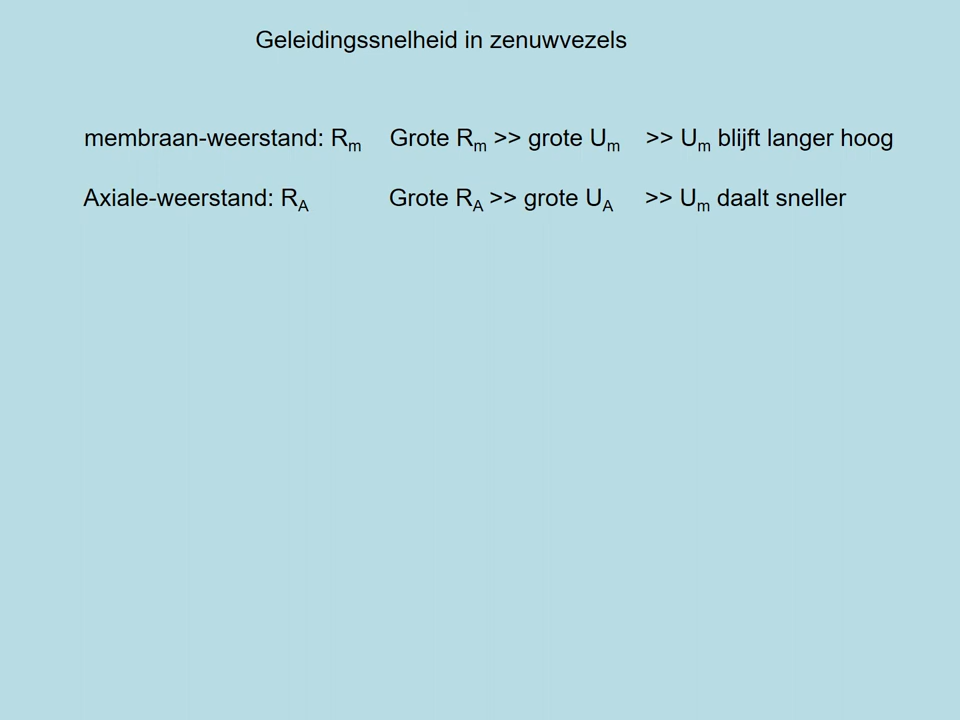 Geleidingssnelheid in zenuwvezels
membraan-weerstand: Rm Grote Rm >> grote Um >> Um blijft langer hoog
Axiale-weerstand: RA Grote RA >> grote UA >> Um daalt sneller